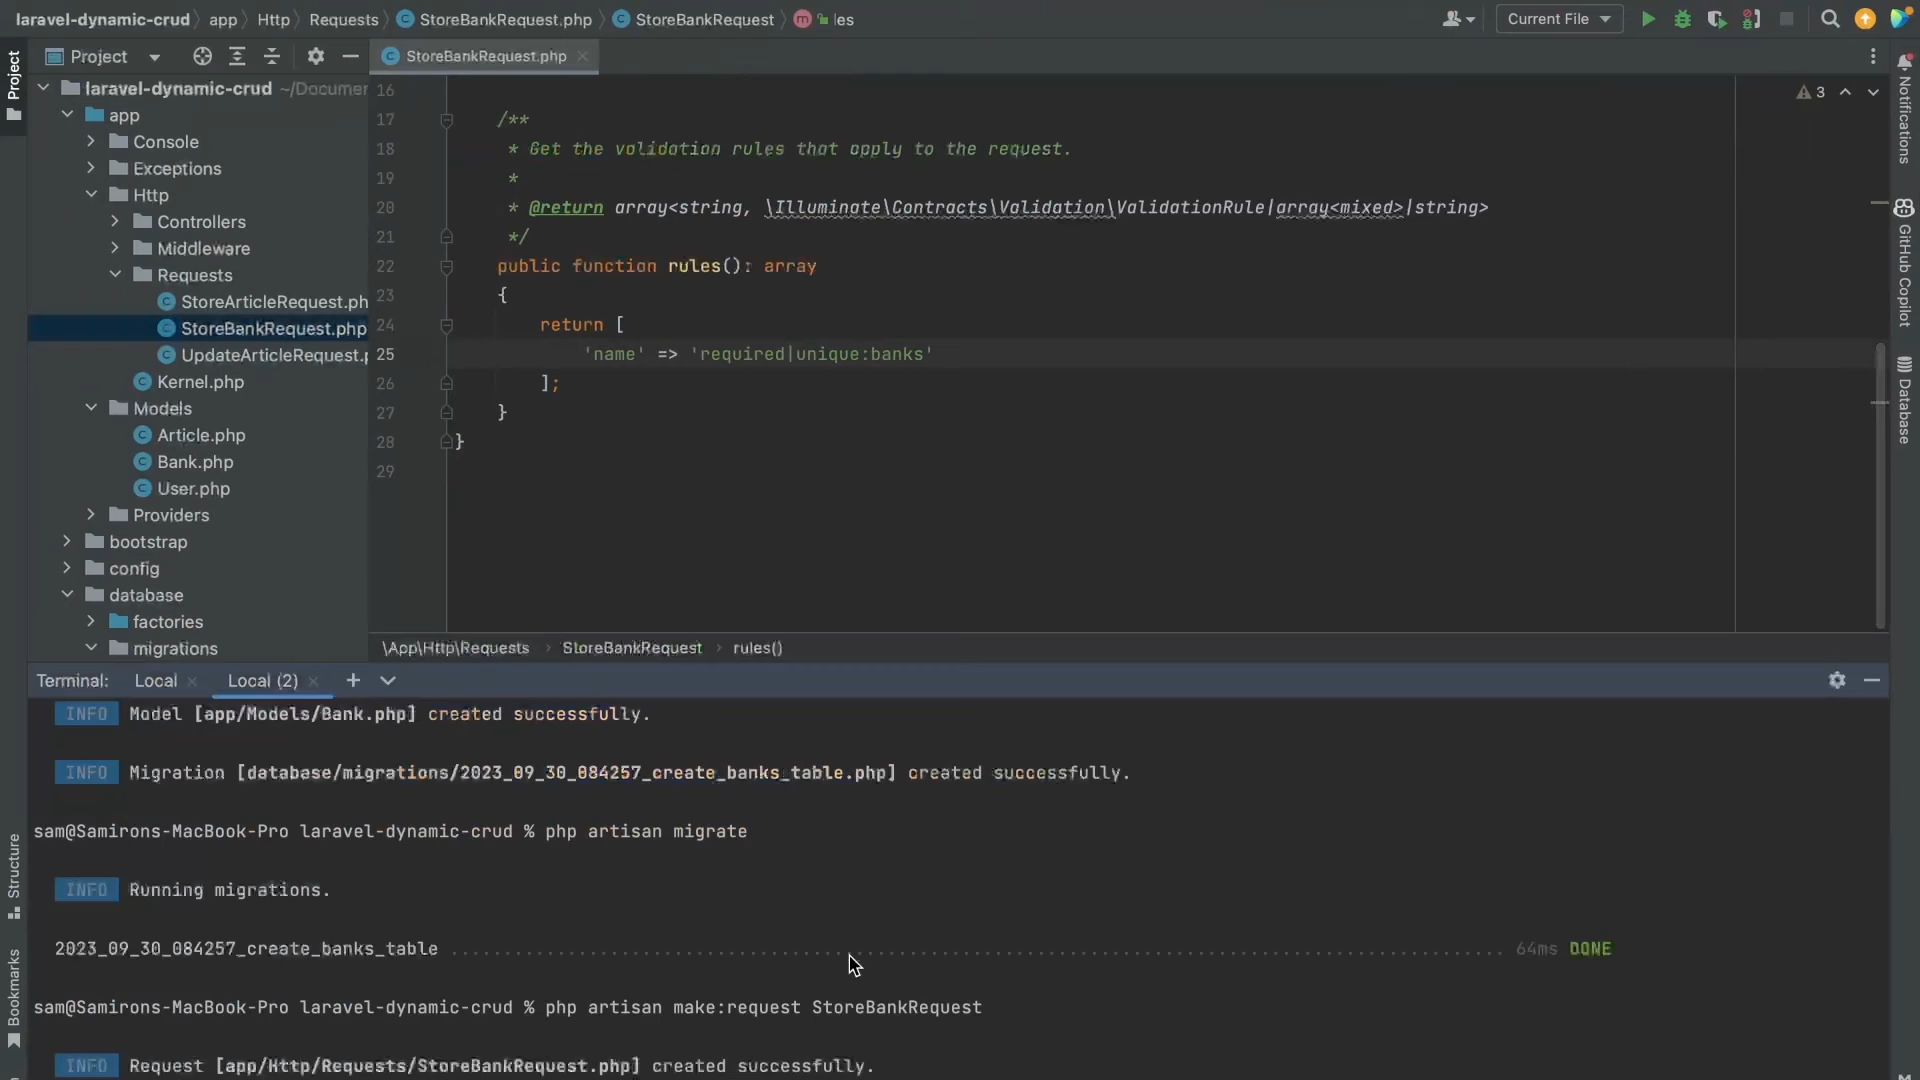 laravel-dynamic-crud app Http Requests StoreBankRequest.php StoreBankRequest m les Current File
Project StoreBankRequest.php
laravel-dynamic-crud ~/Documen
app
Console
Exceptions
Http
Controllers
Middleware
Requests
StoreArticleRequest.ph
StoreBankRequest.php
UpdateArticleRequest.p
Kernel.php
Models
Article.php
Bank.php
User.php
Providers
bootstrap
config
database
factories
migrations
16
17 /**
18 * Get the validation rules that apply to the request.
19 *
20 * @return array<string, \Illuminate\Contracts\Validation\ValidationRule|array<mixed>|string>
21 */
22 public function rules(): array
23 {
24 return [
25 'name' => 'required|unique:banks'
26 ];
27 }
28 }
29
3
\App\Http\Requests StoreBankRequest rules()
Terminal: Local Local (2)
INFO Model [app/Models/Bank.php] created successfully.
INFO Migration [database/migrations/2023_09_30_084257_create_banks_table.php] created successfully.
sam@Samirons-MacBook-Pro laravel-dynamic-crud % php artisan migrate
INFO Running migrations.
2023_09_30_084257_create_banks_table ........ 64ms DONE
sam@Samirons-MacBook-Pro laravel-dynamic-crud % php artisan make:request StoreBankRequest
INFO Request [app/Http/Requests/StoreBankRequest.php] created successfully.
Project
Structure
Bookmarks
Notifications
GitHub Copilot
Database